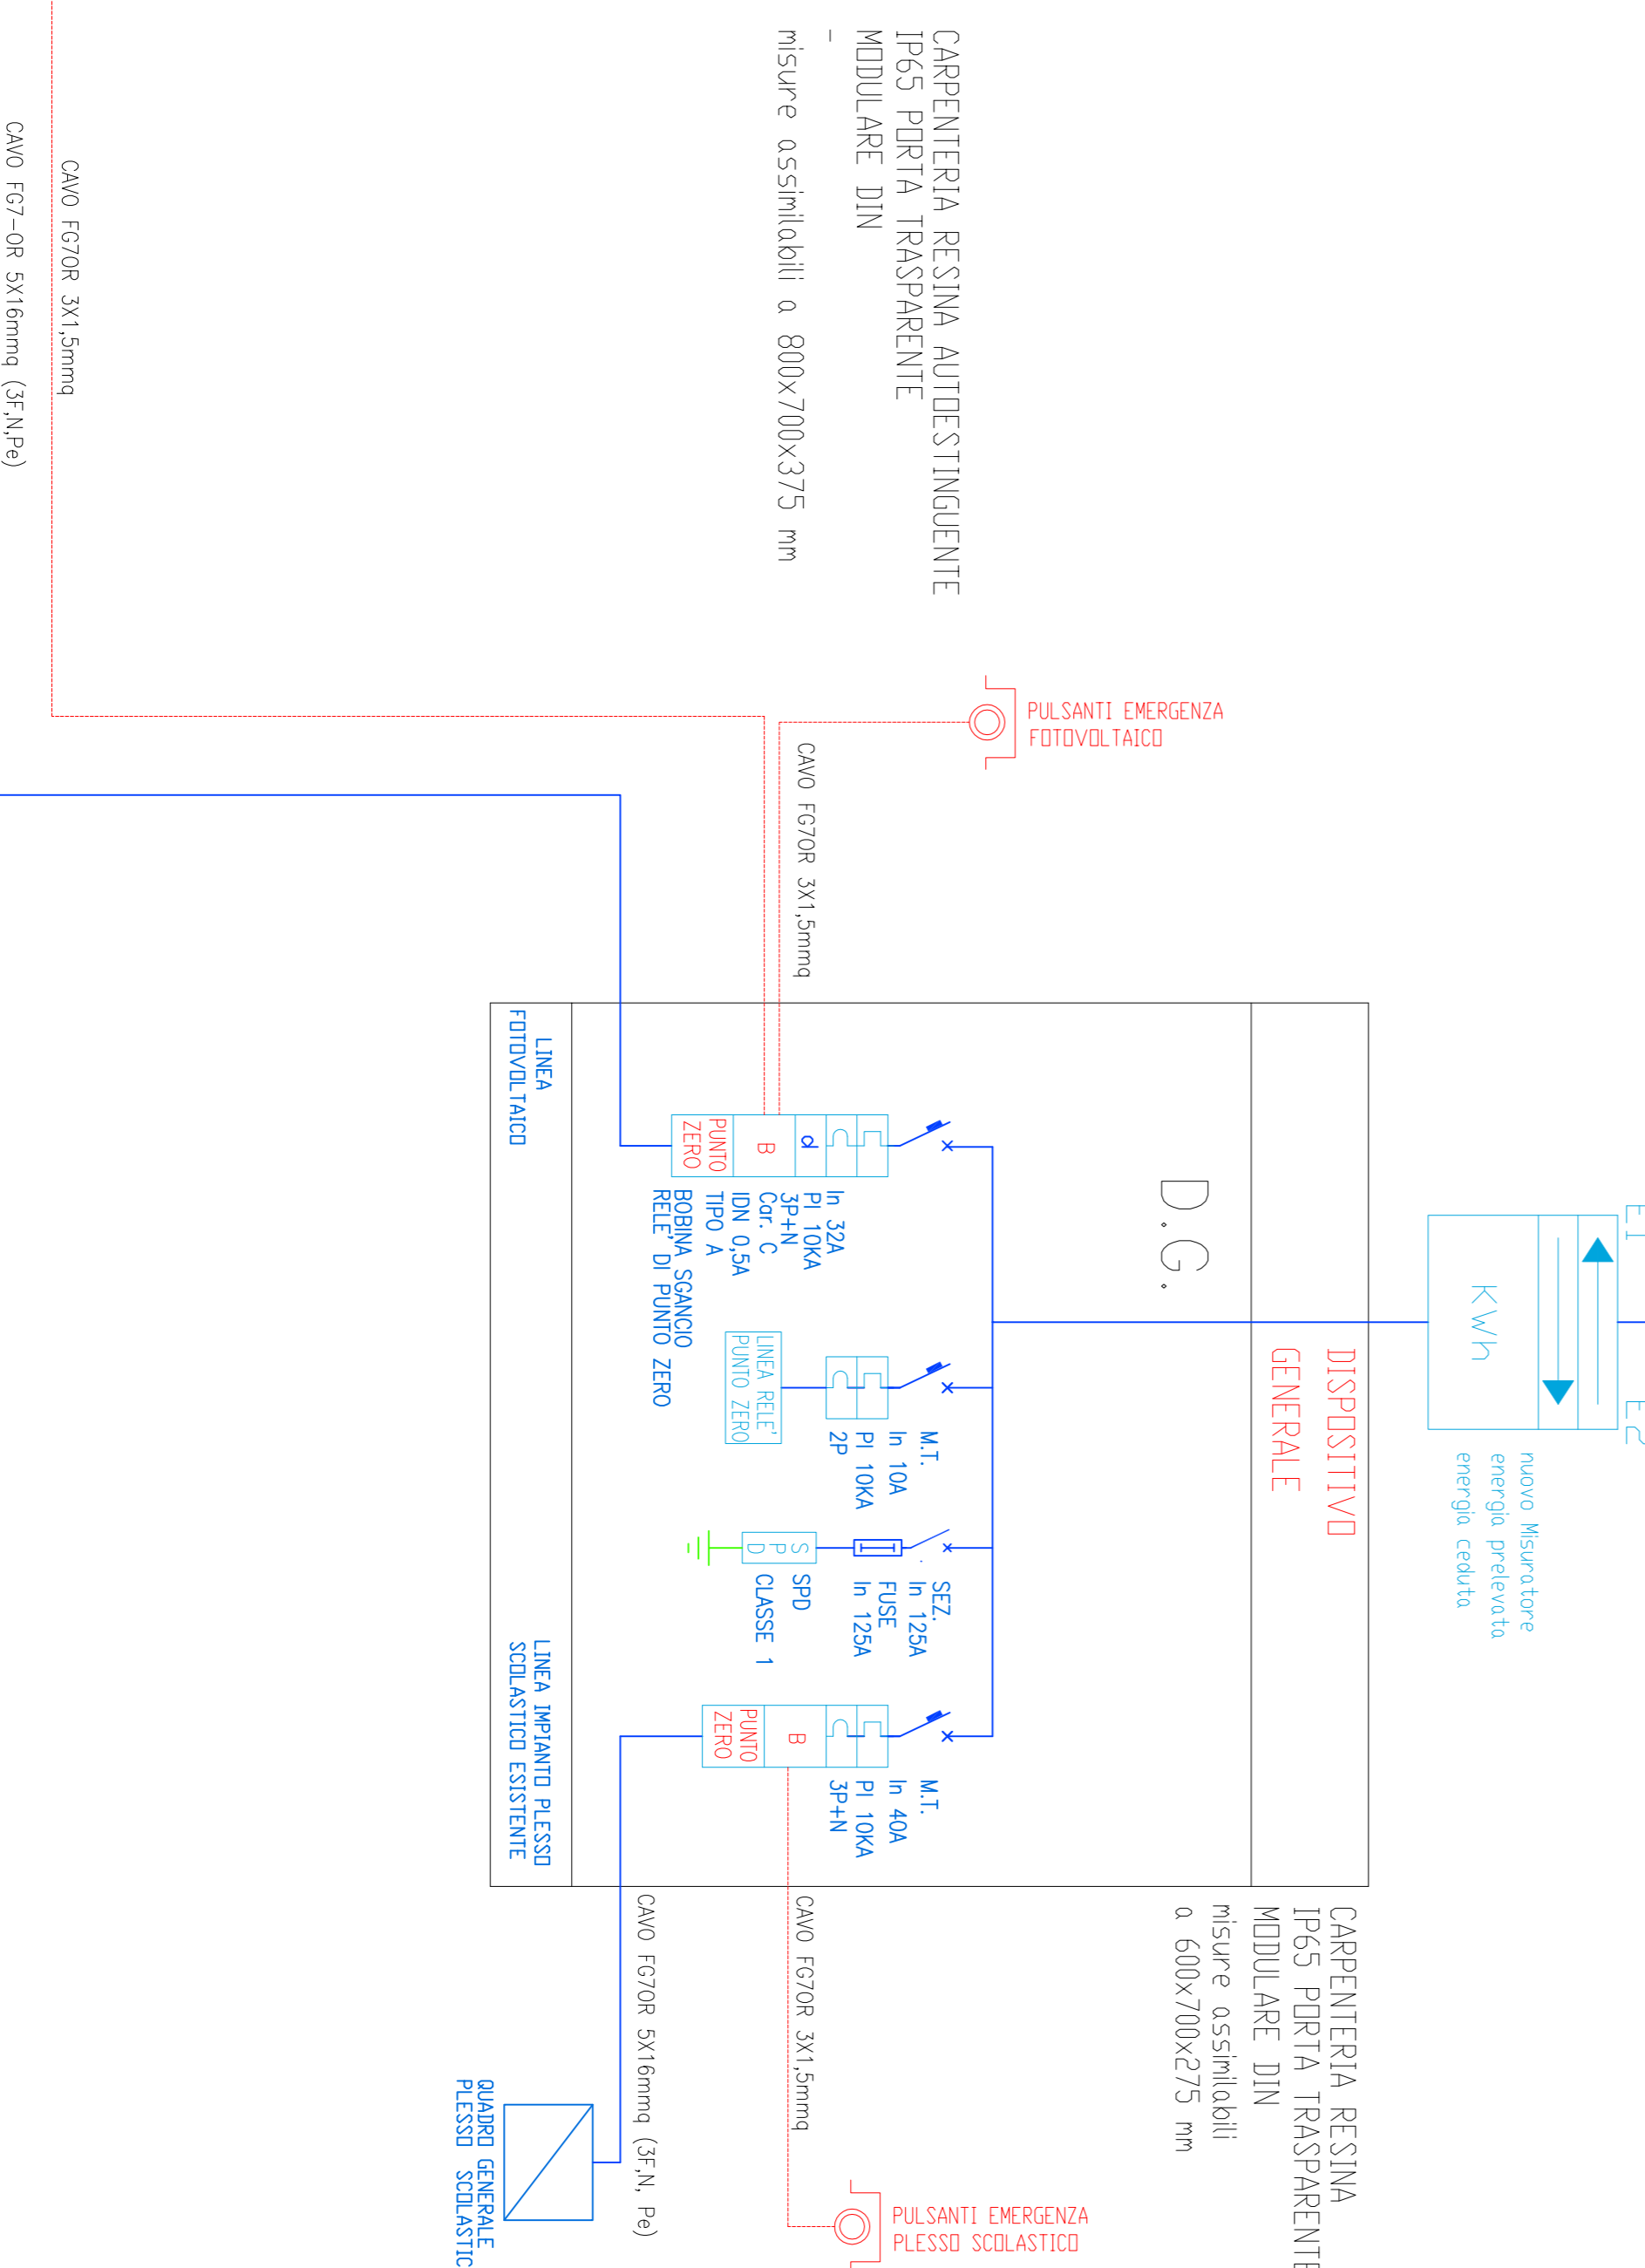 nuovo Misuratore
energia prelevata
energia ceduta
KWh
DISPOSITIVO
GENERALE
D.G.
CARPENTERIA RESINA
IP65 PORTA TRASPARENTE
MODULARE DIN
misure assimilabili
a 600x700x275 mm
PULSANTI EMERGENZA
FOTOVOLTAICO
CARPENTERIA RESINA AUTOESTINGUENTE
IP65 PORTA TRASPARENTE
MODULARE DIN
-
misure assimilabili a 800x700x375 mm
CAVO FG7OR 3X1,5mmq
d
B
PUNTO
ZERO
In 32A
PI 10KA
3P+N
Car. C
IDN 0,5A
TIPO A
BOBINA SGANCIO
RELE' DI PUNTO ZERO
M.T.
In 10A
PI 10KA
2P
LINEA RELE'
PUNTO ZERO
SEZ.
In 125A
FUSE
In 125A
SPD
CLASSE 1
S
P
D
M.T.
In 40A
PI 10KA
3P+N
B
PUNTO
ZERO
PULSANTI EMERGENZA
PLESSO SCOLASTICO
CAVO FG7OR 3X1,5mmq
CAVO FG7OR 5X16mmq (3F,N, Pe)
LINEA
FOTOVOLTAICO
LINEA IMPIANTO PLESSO
SCOLASTICO ESISTENTE
QUADRO GENERALE
PLESSO SCOLASTIC
CAVO FG7OR 3X1,5mmq
CAVO FG7-OR 5X16mmq (3F,N,Pe)